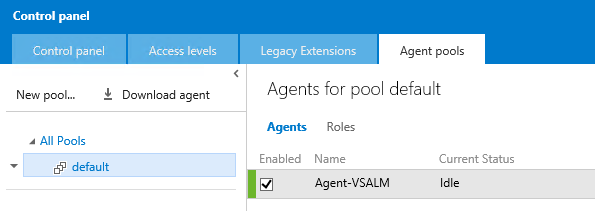 Control panel
Control panel
Access levels
Legacy Extensions
Agent pools
New pool...
Download agent
All Pools
default
Agents for pool default
Agents
Roles
Enabled
Name
Current Status
Agent-VSALM
Idle